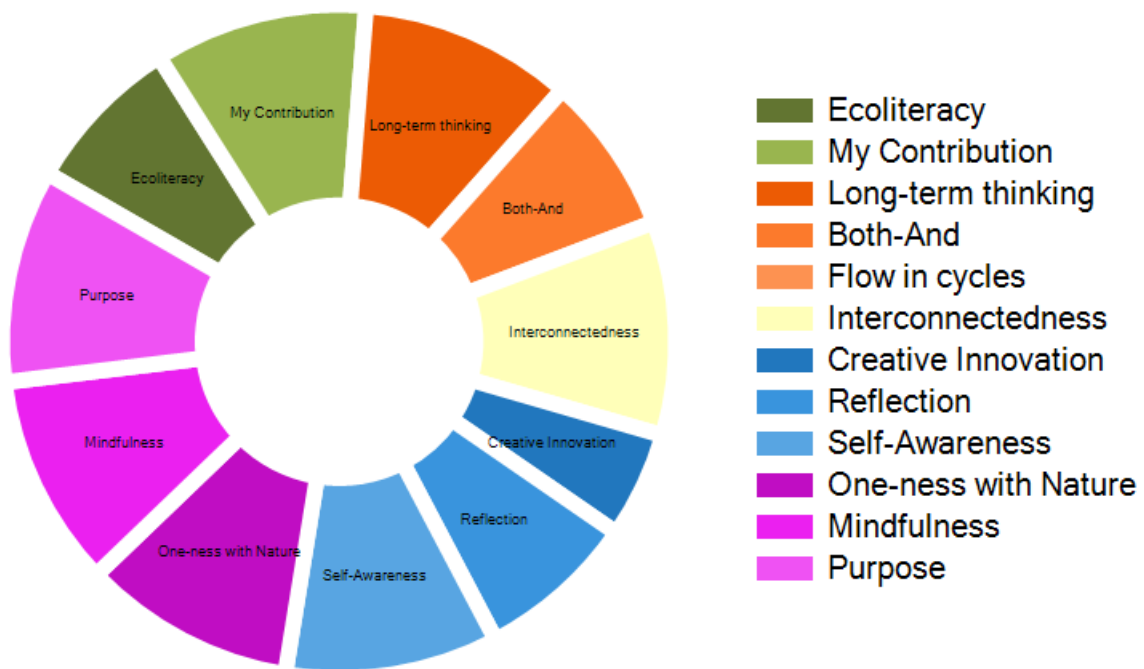 My Contribution
Long-term thinking
Ecoliteracy
Both-And
Purpose
Interconnectedness
Mindfulness
Creative Innovation
One-ness with Nature
Reflection
Self-Awareness
Ecoliteracy
My Contribution
Long-term thinking
Both-And
Flow in cycles
Interconnectedness
Creative Innovation
Reflection
Self-Awareness
One-ness with Nature
Mindfulness
Purpose